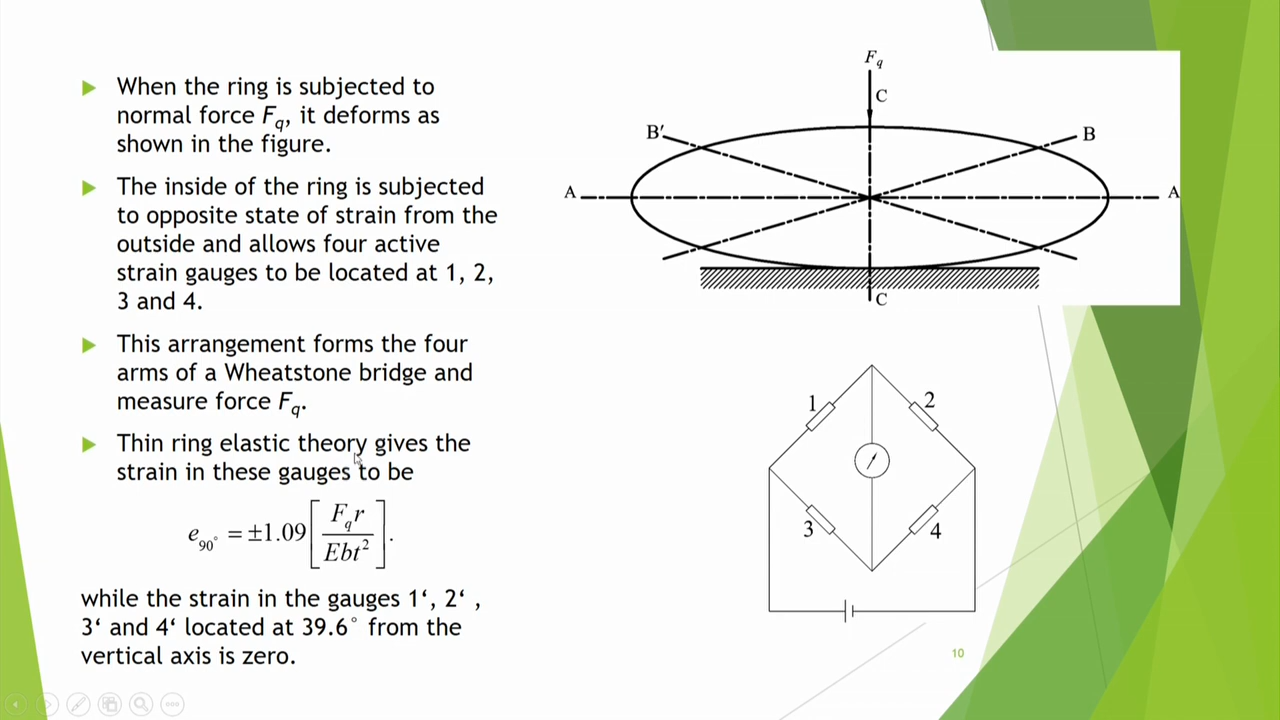 When the ring is subjected to
normal force Fq, it deforms as
shown in the figure.
The inside of the ring is subjected
to opposite state of strain from the
outside and allows four active
strain gauges to be located at 1, 2,
3 and 4.
This arrangement forms the four
arms of a Wheatstone bridge and
measure force Fq.
Thin ring elastic theory gives the
strain in these gauges to be
e90° = ±1.09 [ Fq r / Ebt² ] .
while the strain in the gauges 1‘, 2‘ ,
3‘ and 4‘ located at 39.6° from the
vertical axis is zero.
Fq
C
B′
B
A
A
C
1
2
3
4
10